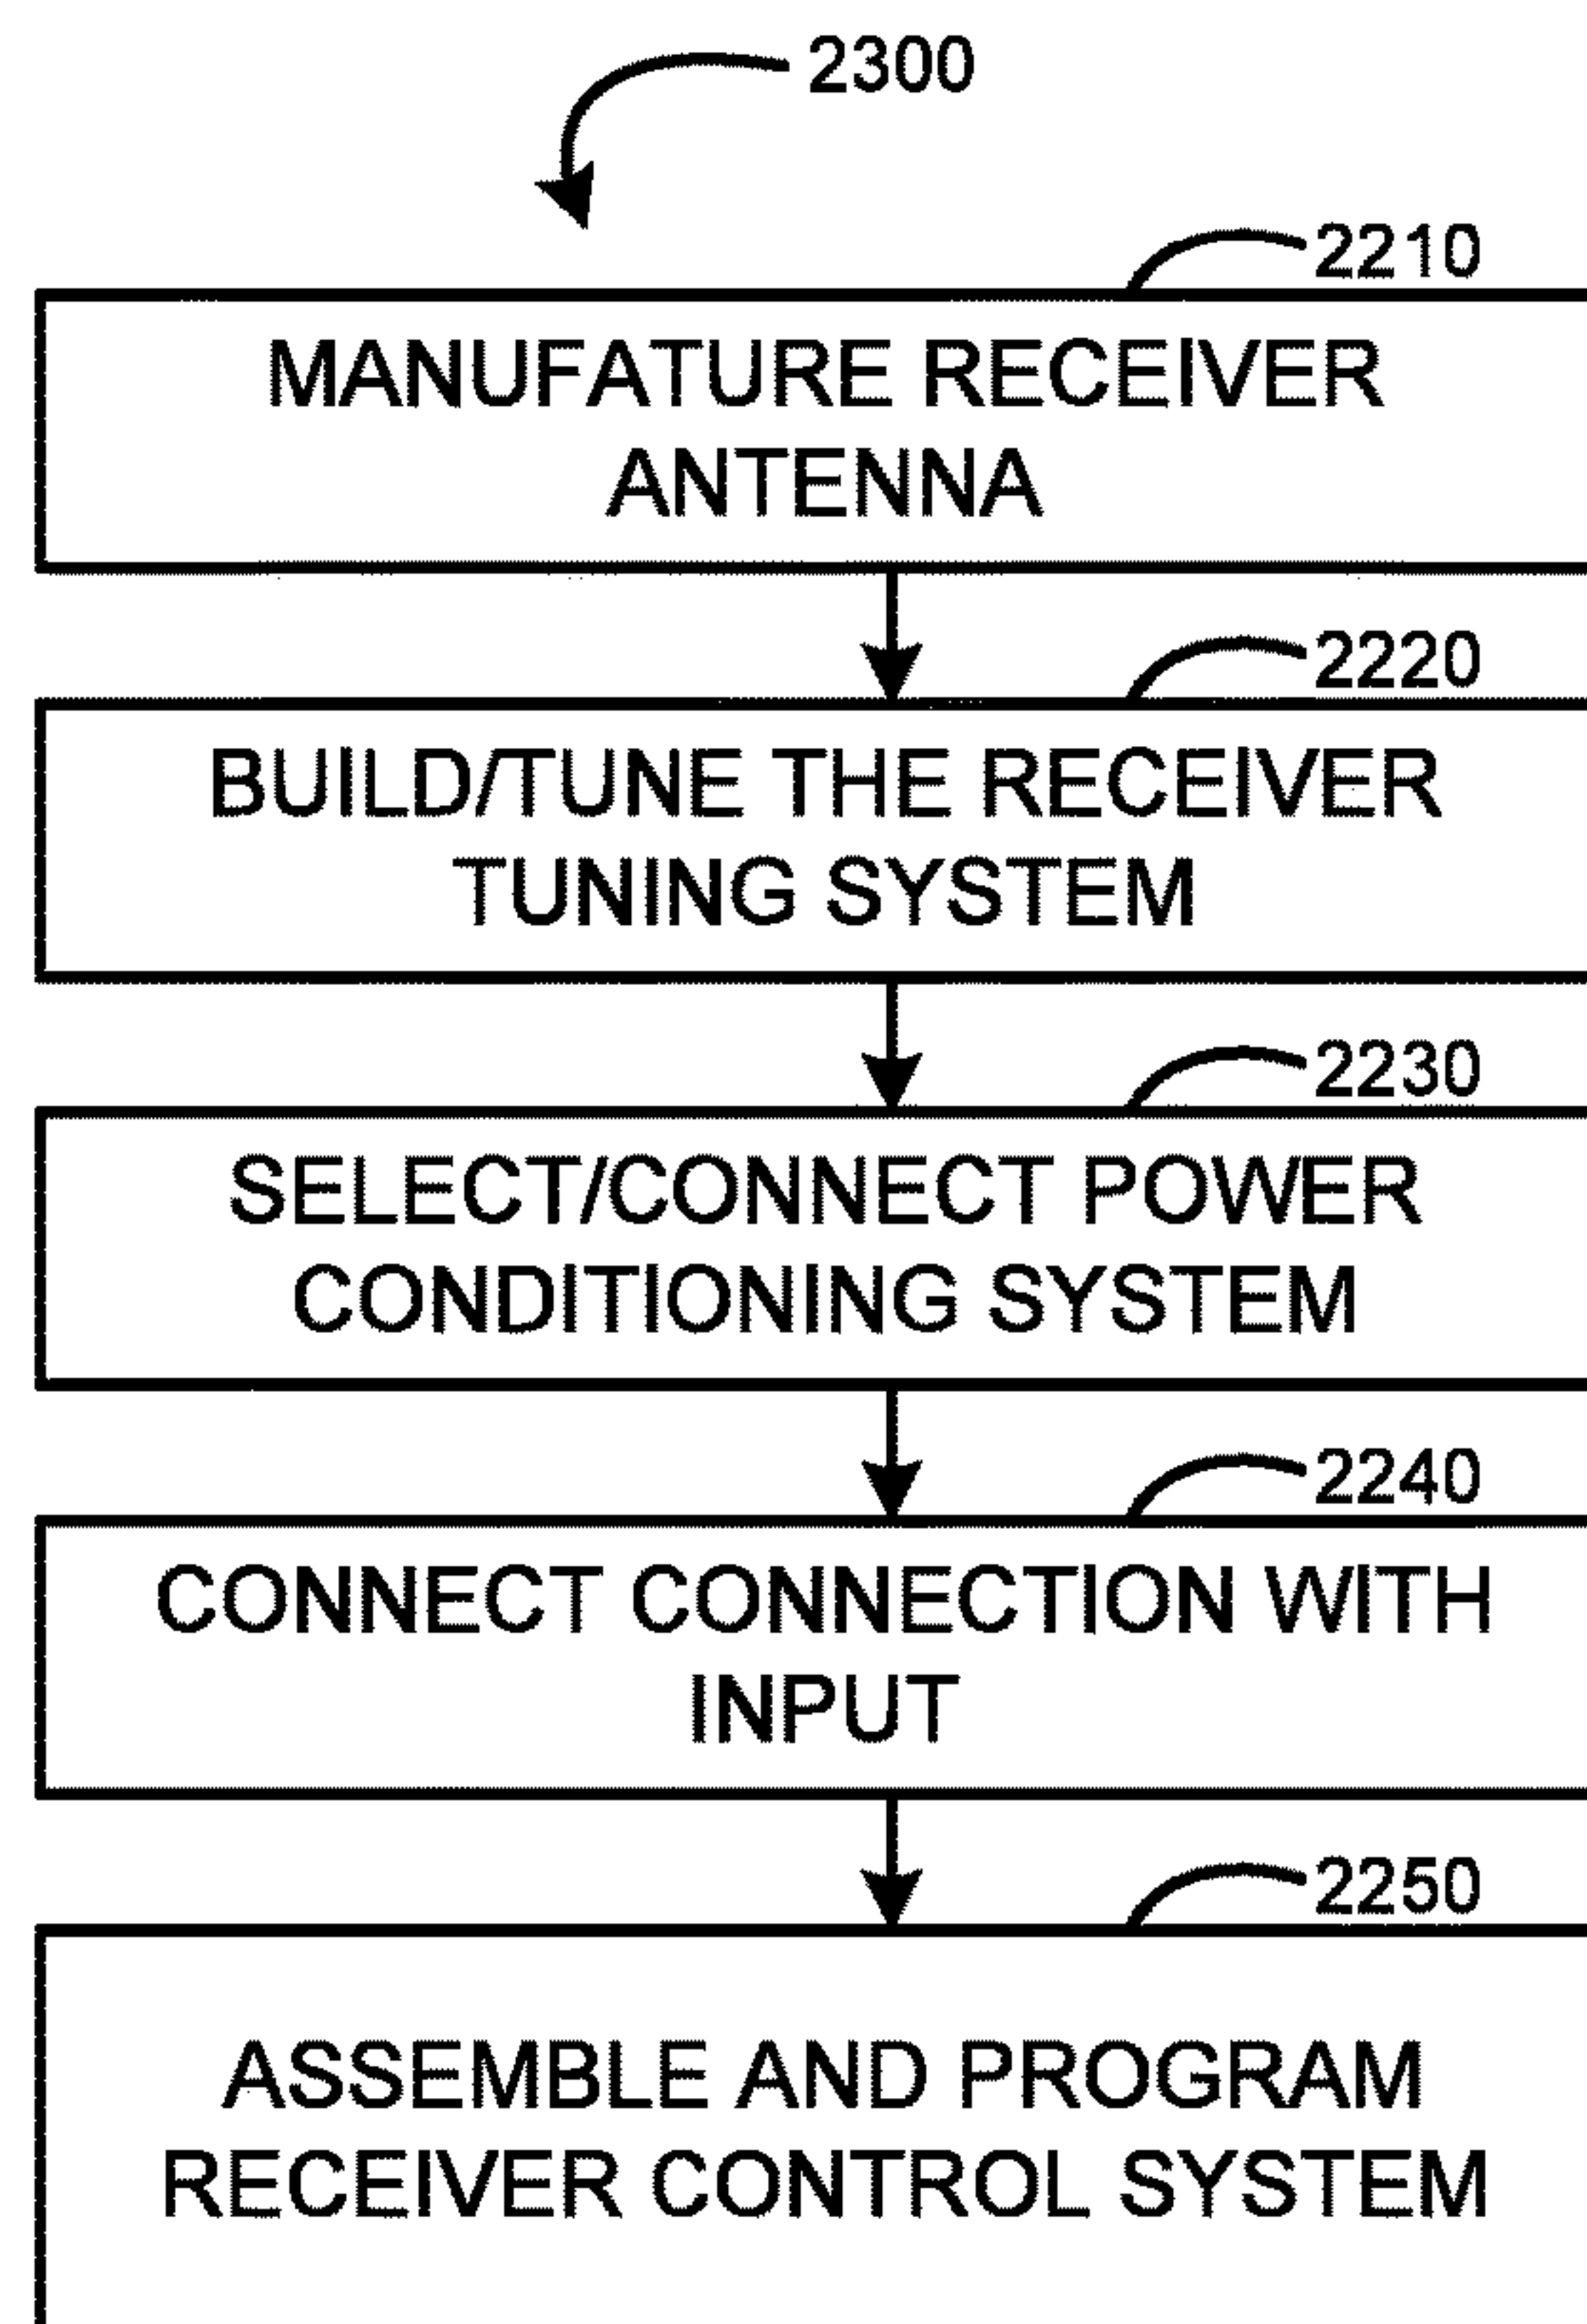 2300
2210
MANUFATURE RECEIVER
ANTENNA
2220
BUILD/TUNE THE RECEIVER
TUNING SYSTEM
2230
SELECT/CONNECT POWER
CONDITIONING SYSTEM
2240
CONNECT CONNECTION WITH
INPUT
2250
ASSEMBLE AND PROGRAM
RECEIVER CONTROL SYSTEM